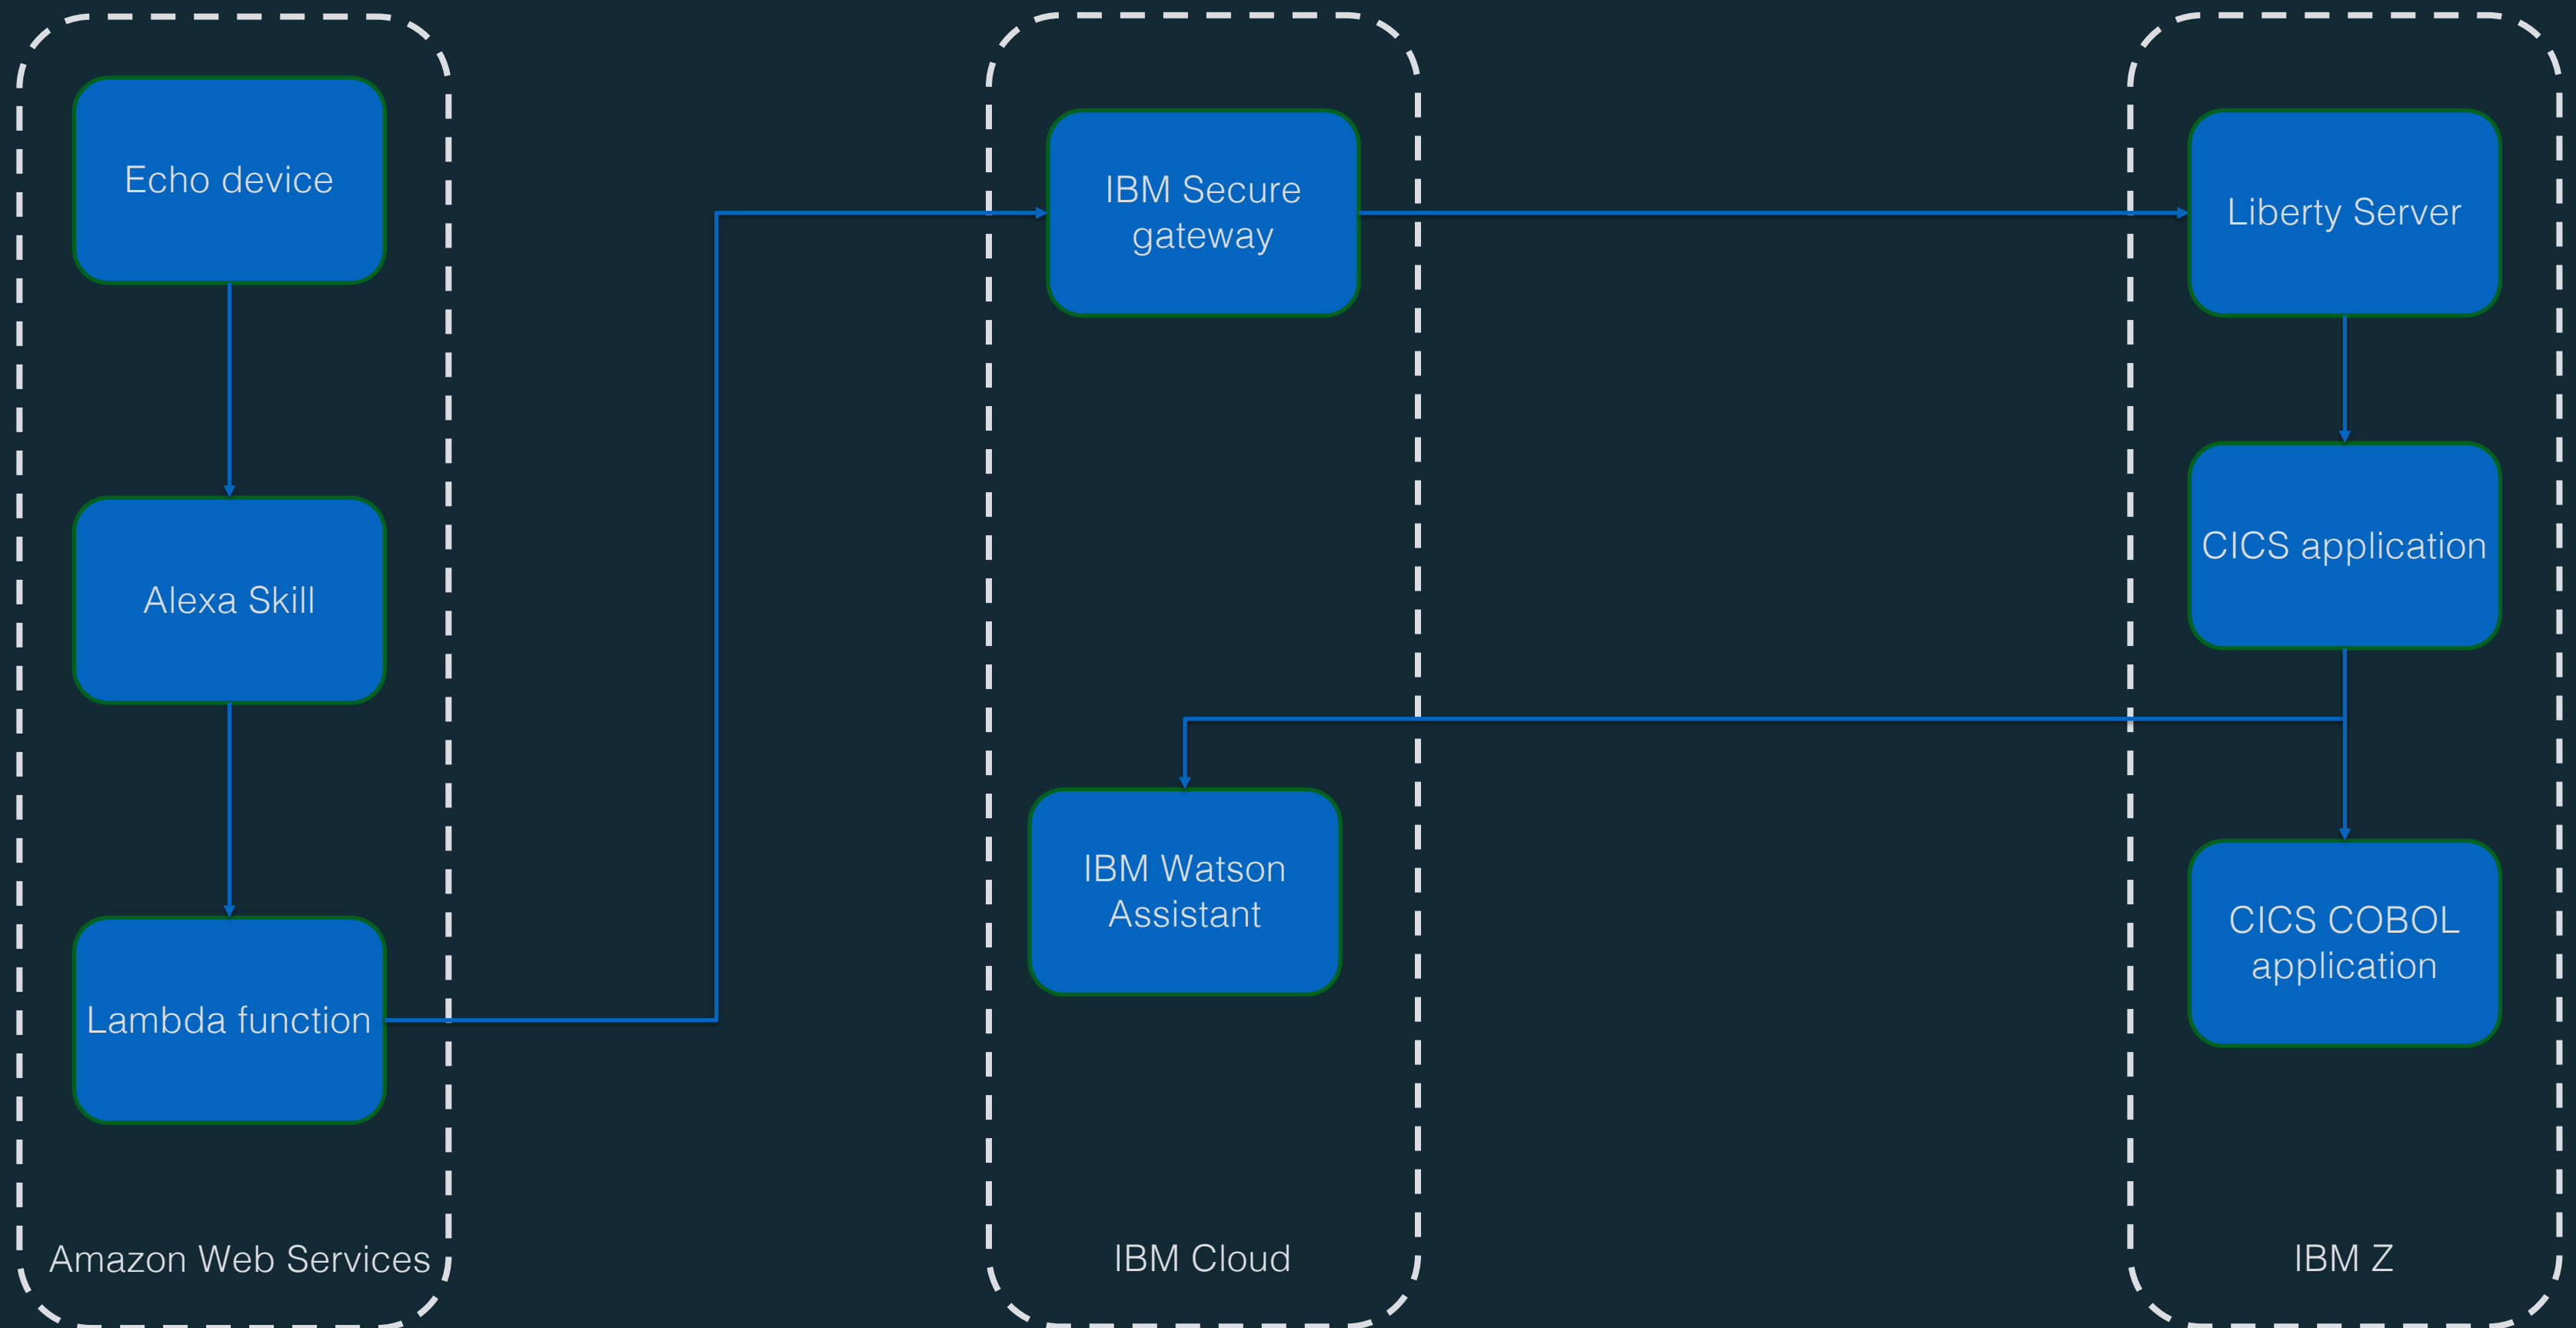 Echo device
Alexa Skill
Lambda function
Amazon Web Services
IBM Secure
gateway
IBM Watson
Assistant
IBM Cloud
Liberty Server
CICS application
CICS COBOL
application
IBM Z